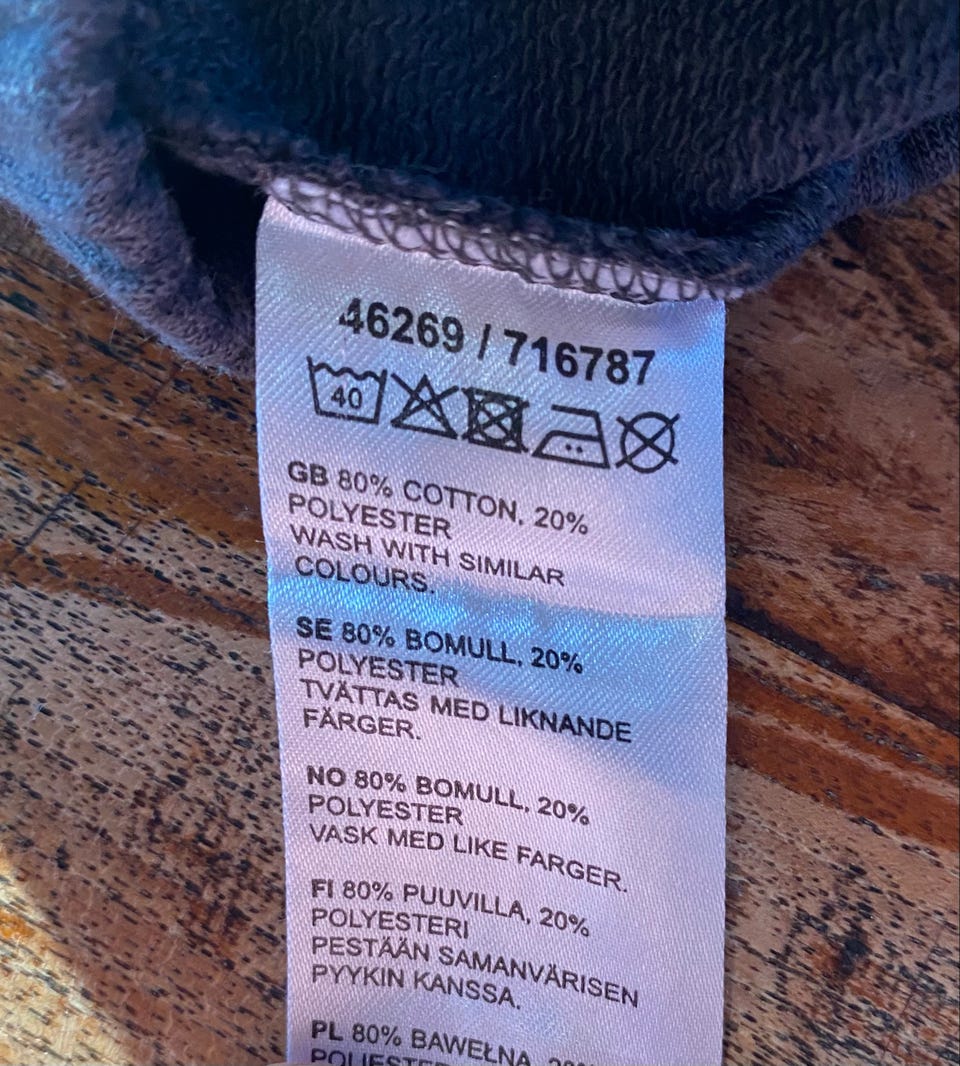 46269 / 716787
40
GB 80% COTTON, 20%
POLYESTER
WASH WITH SIMILAR
COLOURS.
SE 80% BOMULL, 20%
POLYESTER
TVÄTTAS MED LIKNANDE
FÄRGER.
NO 80% BOMULL, 20%
POLYESTER
VASK MED LIKE FARGER.
FI 80% PUUVILLA, 20%
POLYESTERI
PESTÄÄN SAMANVÄRISEN
PYYKIN KANSSA.
PL 80% BAWEŁNA, 20%